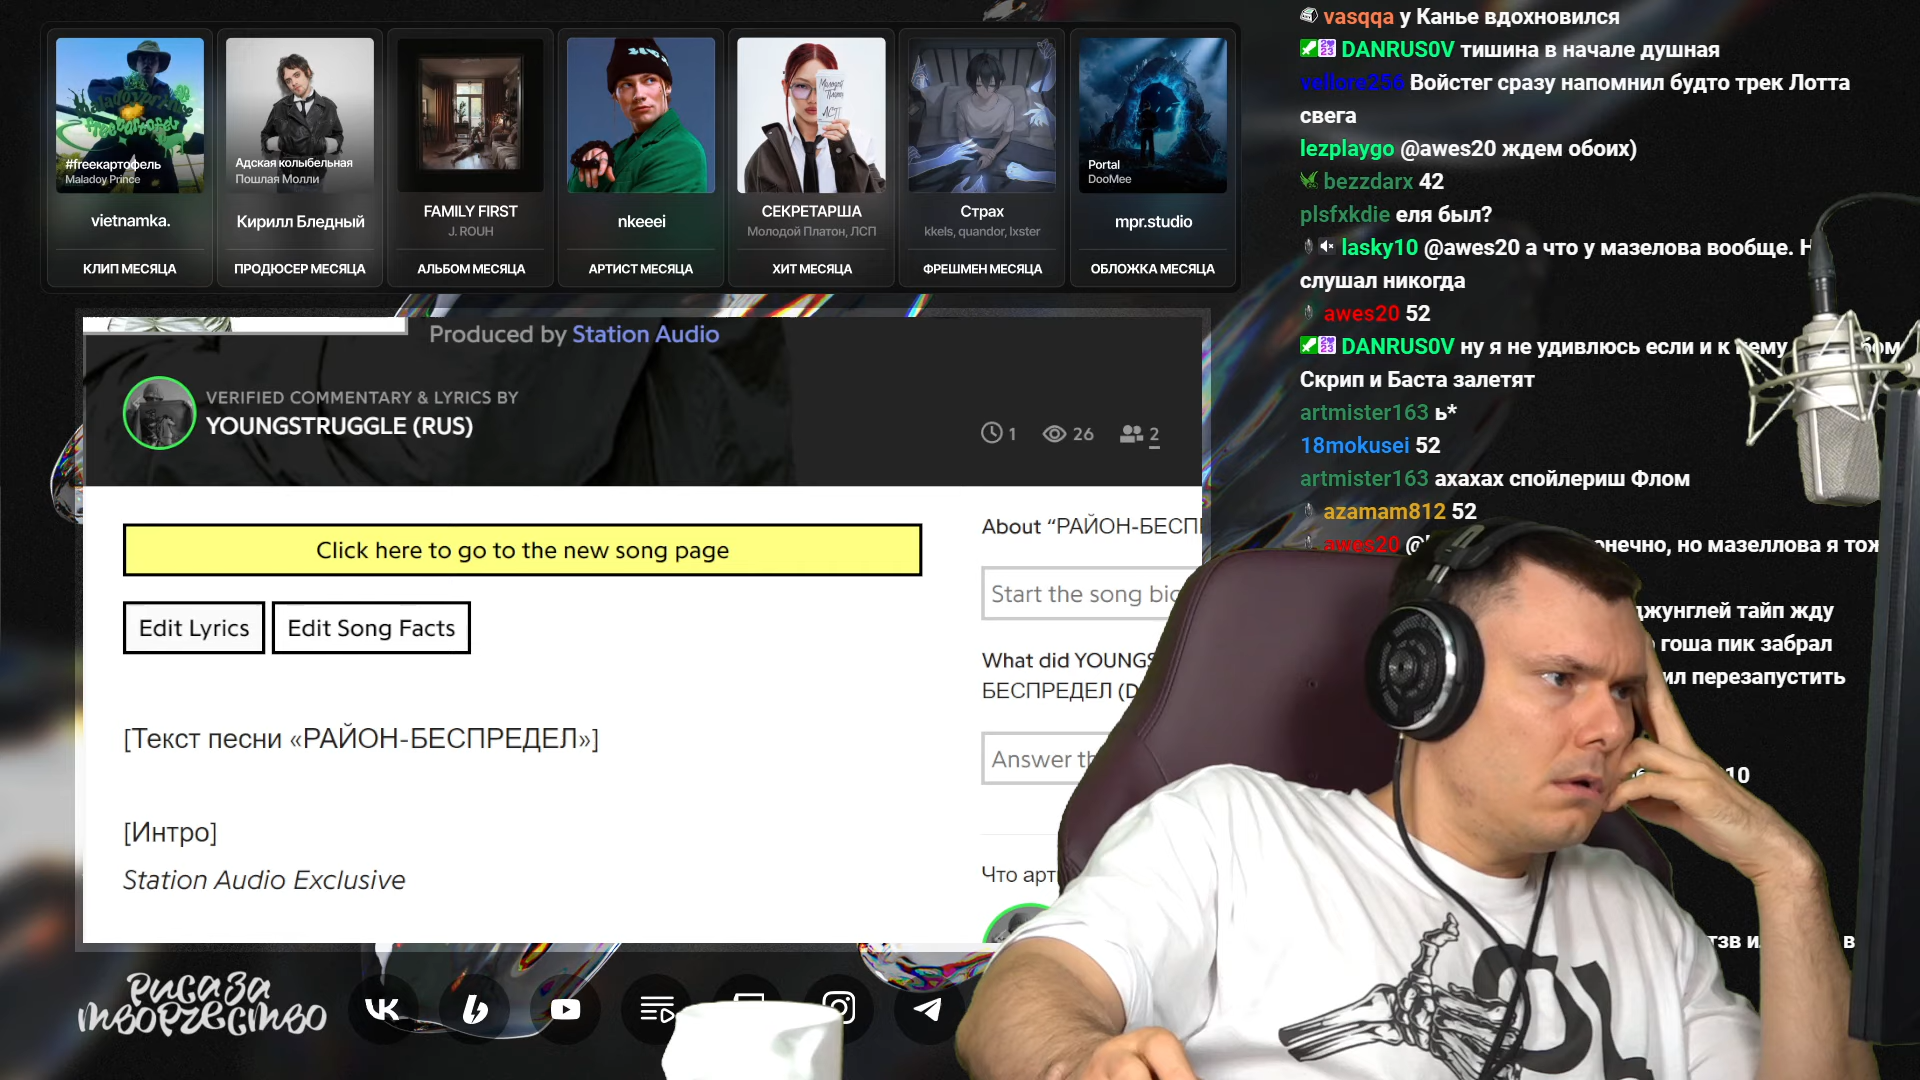 #freeкартофель
Maladoy Prince
vietnamka.
КЛИП МЕСЯЦА
Адская колыбельная
Пошлая Молли
Кирилл Бледный
ПРОДЮСЕР МЕСЯЦА
FAMILY FIRST
J. ROUH
АЛЬБОМ МЕСЯЦА
nkeeei
АРТИСТ МЕСЯЦА
СЕКРЕТАРША
Молодой Платон, ЛСП
ХИТ МЕСЯЦА
Страх
kkels, quandor, lxster
ФРЕШМЕН МЕСЯЦА
Portal
DooMee
mpr.studio
ОБЛОЖКА МЕСЯЦА
Produced by Station Audio
VERIFIED COMMENTARY & LYRICS BY
YOUNGSTRUGGLE (RUS)
1 26 2
Click here to go to the new song page
Edit Lyrics Edit Song Facts
[Текст песни «РАЙОН-БЕСПРЕДЕЛ»]
[Интро]
Station Audio Exclusive
About “РАЙОН-БЕСП
Start the song bio
What did YOUNGS
БЕСПРЕДЕЛ (D
Answer th
Что арт
Риса за
творчество
vasqqa у Канье вдохновился
DANRUS0V тишина в начале душная
vellore256 Войстег сразу напомнил будто трек Лотта
свега
lezplaygo @awes20 ждем обоих)
bezzdarx 42
plsfxkdie еля был?
lasky10 @awes20 а что у мазелова вообще. Н
слушал никогда
awes20 52
DANRUS0V ну я не удивлюсь если и к
Скрип и Баста залетят
artmister163 ь*
18mokusei 52
artmister163 ахахах спойлериш Флом
azamam812 52
awes20 @ онечно, но мазеллова я тож
джунглей тайп жду
гоша пик забрал
ил перезапустить
10
тзв и в